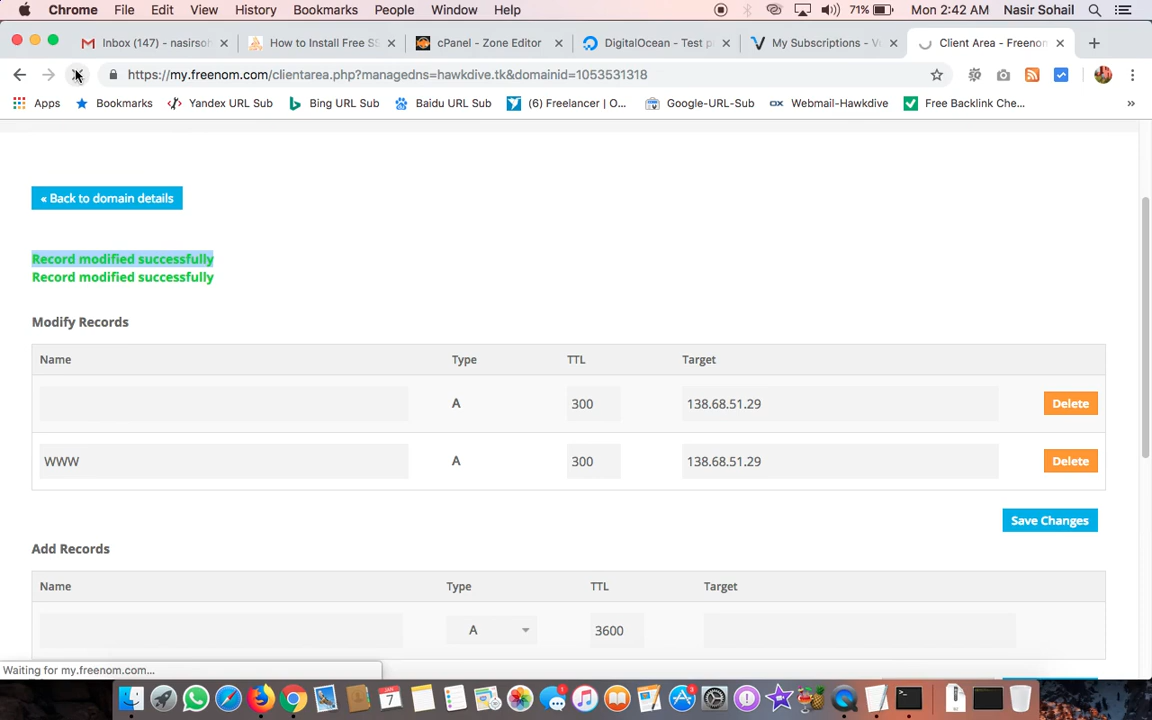 Chrome File Edit View History Bookmarks People Window Help 71% Mon 2:42 AM Nasir Sohail
Inbox (147) - nasirsoh How to Install Free SS cPanel - Zone Editor DigitalOcean - Test p My Subscriptions - V Client Area - Freenom
https://my.freenom.com/clientarea.php?managedns=hawkdive.tk&domainid=1053531318
Apps Bookmarks Yandex URL Sub Bing URL Sub Baidu URL Sub (6) Freelancer | O... Google-URL-Sub Webmail-Hawkdive Free Backlink Che... »
« Back to domain details
Record modified successfully
Record modified successfully
Modify Records
Name Type TTL Target
A 300 138.68.51.29 Delete
WWW A 300 138.68.51.29 Delete
Save Changes
Add Records
Name Type TTL Target
A 3600
Waiting for my.freenom.com...